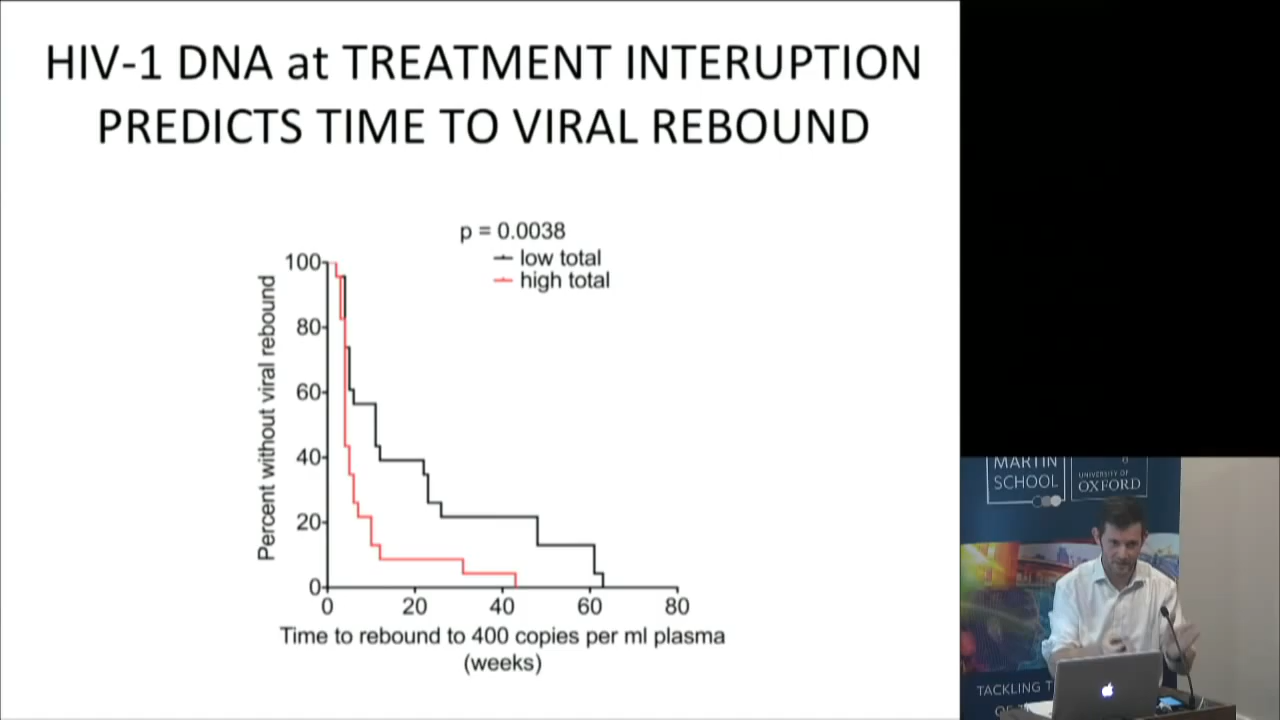 HIV-1 DNA at TREATMENT INTERUPTION
PREDICTS TIME TO VIRAL REBOUND
p = 0.0038
low total
high total
Percent without viral rebound
100
80
60
40
20
0
0 20 40 60 80
Time to rebound to 400 copies per ml plasma
(weeks)
MARTIN
SCHOOL
UNIVERSITY OF
OXFORD
TACKLING T